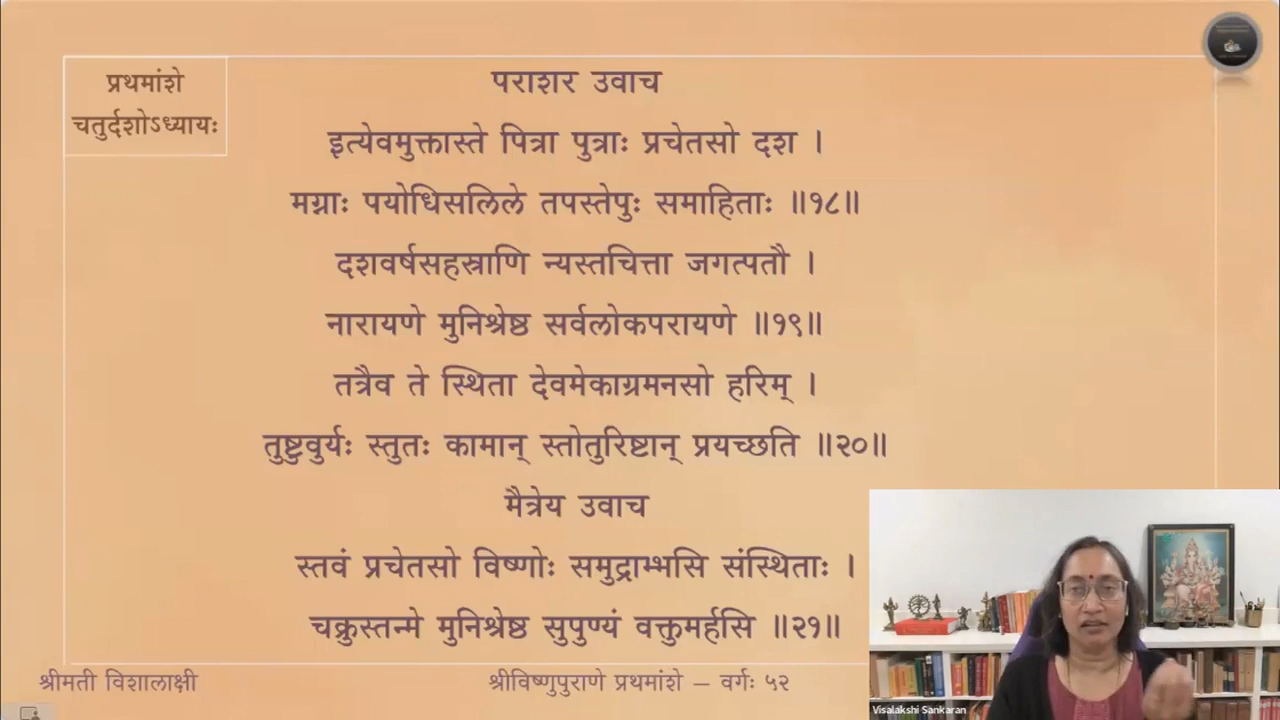 प्रथमांशे
चतुर्दशोऽध्यायः
पराशर उवाच
इत्येवमुक्तास्ते पित्रा पुत्राः प्रचेतसो दश ।
मग्नाः पयोधिसलिले तपस्तेपुः समाहिताः ॥१८॥
दशवर्षसहस्राणि न्यस्तचित्ता जगत्पतौ ।
नारायणे मुनिश्रेष्ठ सर्वलोकपरायणे ॥१९॥
तत्रैव ते स्थिता देवमेकाग्रमनसो हरिम् ।
तुष्टुवुर्यः स्तुतः कामान् स्तोतुरिष्टान् प्रयच्छति ॥२०॥
मैत्रेय उवाच
स्तवं प्रचेतसो विष्णोः समुद्राम्भसि संस्थिताः ।
चक्रुस्तन्मे मुनिश्रेष्ठ सुपुण्यं वक्तुमर्हसि ॥२१॥
श्रीमती विशालाक्षी
श्रीविष्णुपुराणे प्रथमांशे – वर्गः ५२
Visalakshi Sankaran